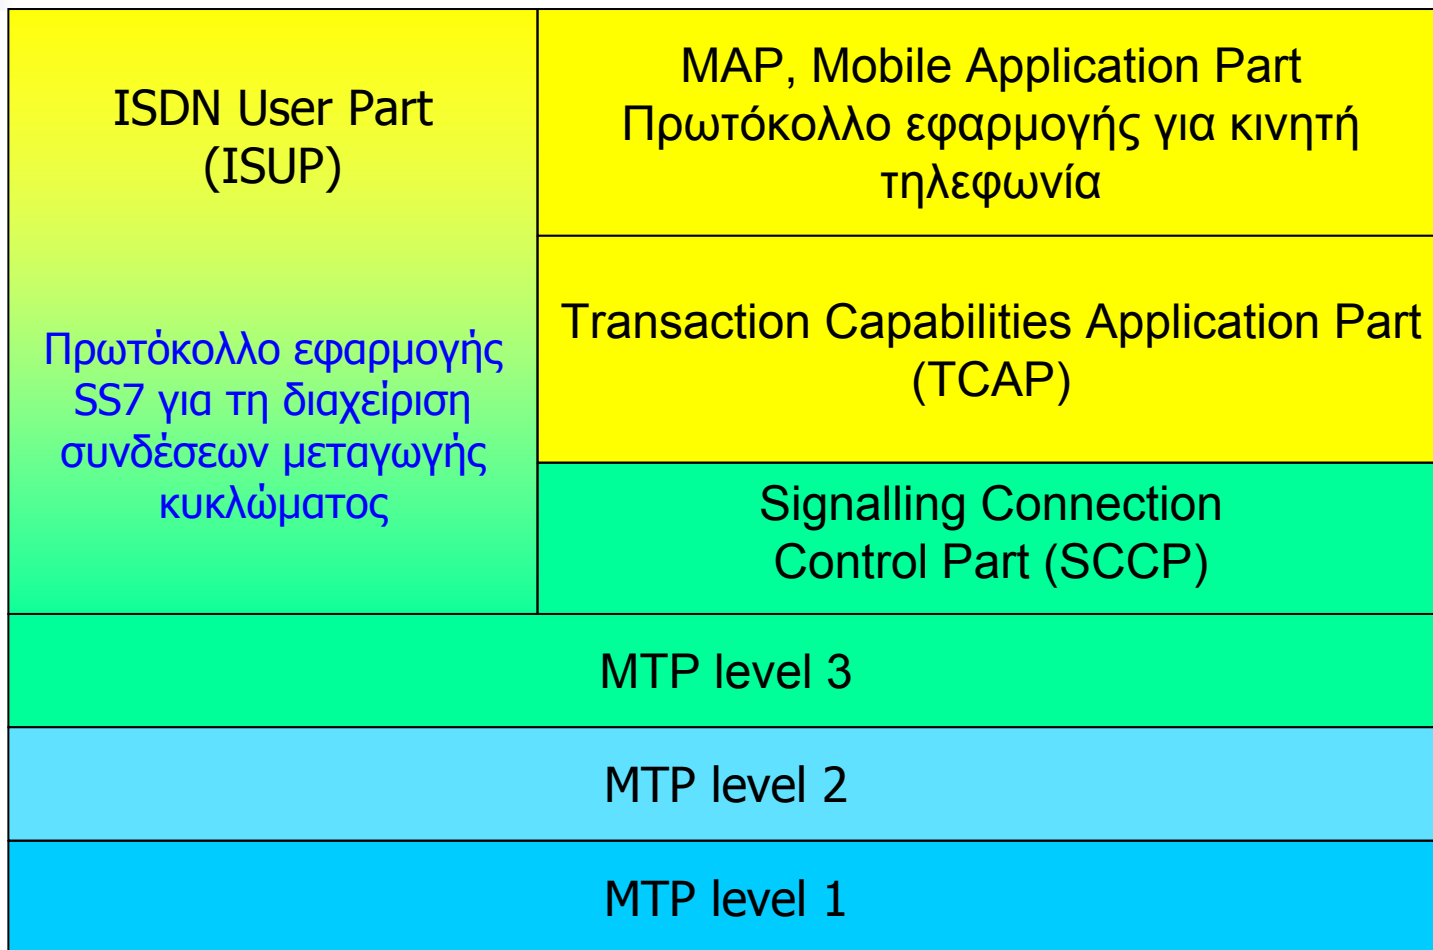 ISDN User Part
(ISUP)
Πρωτόκολλο εφαρμογής
SS7 για τη διαχείριση
συνδέσεων μεταγωγής
κυκλώματος
MAP, Mobile Application Part
Πρωτόκολλο εφαρμογής για κινητή
τηλεφωνία
Transaction Capabilities Application Part
(TCAP)
Signalling Connection
Control Part (SCCP)
MTP level 3
MTP level 2
MTP level 1